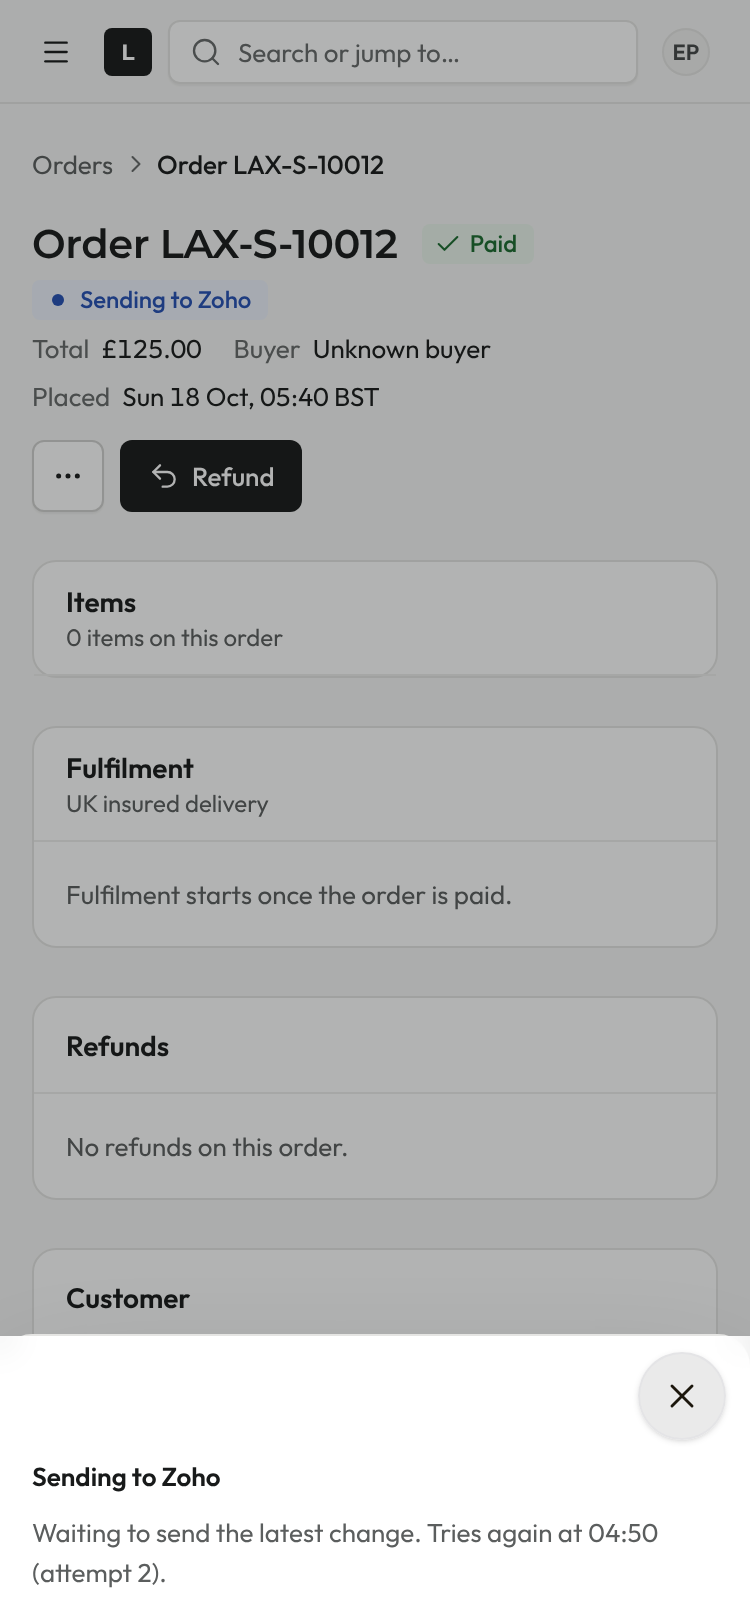 L
Search or jump to...
EP
Orders > Order LAX-S-10012
Order LAX-S-10012 Paid
Sending to Zoho
Total £125.00 Buyer Unknown buyer
Placed Sun 18 Oct, 05:40 BST
Refund
Items
0 items on this order
Fulfilment
UK insured delivery
Fulfilment starts once the order is paid.
Refunds
No refunds on this order.
Customer
Sending to Zoho
Waiting to send the latest change. Tries again at 04:50
(attempt 2).